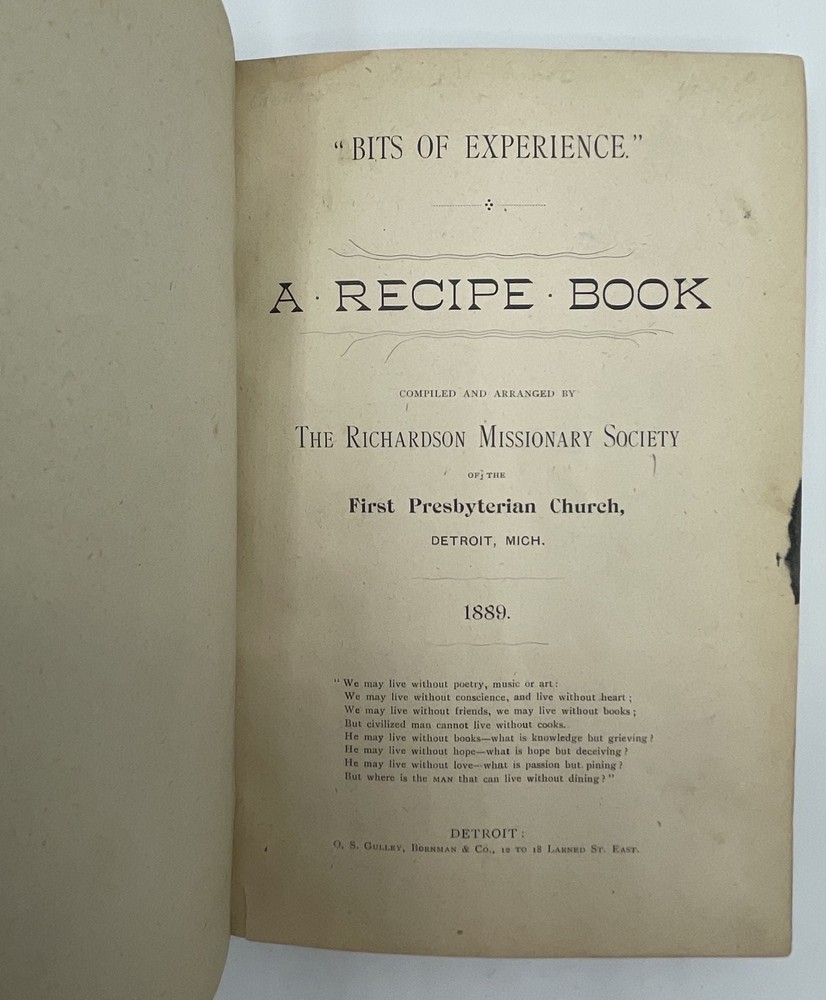 “BITS OF EXPERIENCE.”
A · RECIPE · BOOK
COMPILED AND ARRANGED BY
THE RICHARDSON MISSIONARY SOCIETY
OF THE
First Presbyterian Church,
DETROIT, MICH.
1889.
“ We may live without poetry, music or art:
We may live without conscience, and live without heart ;
We may live without friends, we may live without books ;
But civilized man cannot live without cooks.
He may live without books—what is knowledge but grieving ?
He may live without hope—what is hope but deceiving ?
He may live without love—what is passion but pining ?
But where is the MAN that can live without dining ? ”
DETROIT :
O. S. GULLEY, BORNMAN & CO., 12 TO 18 LARNED ST. EAST.